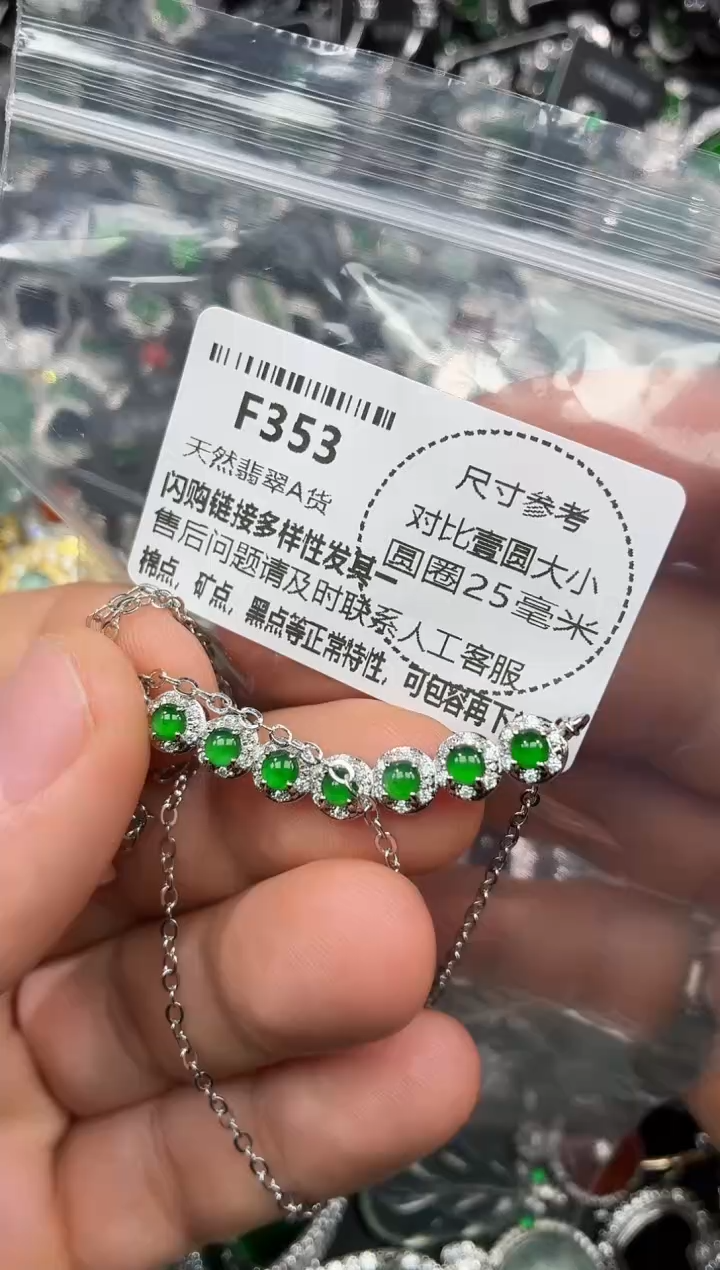 F353
天然翡翠A货
闪购链接多样性发其一
售后问题请及时联系人工客服
棉点，矿点，黑点等正常特性，可包容再下
尺寸参考
对比壹圆大小
圆圈25毫米